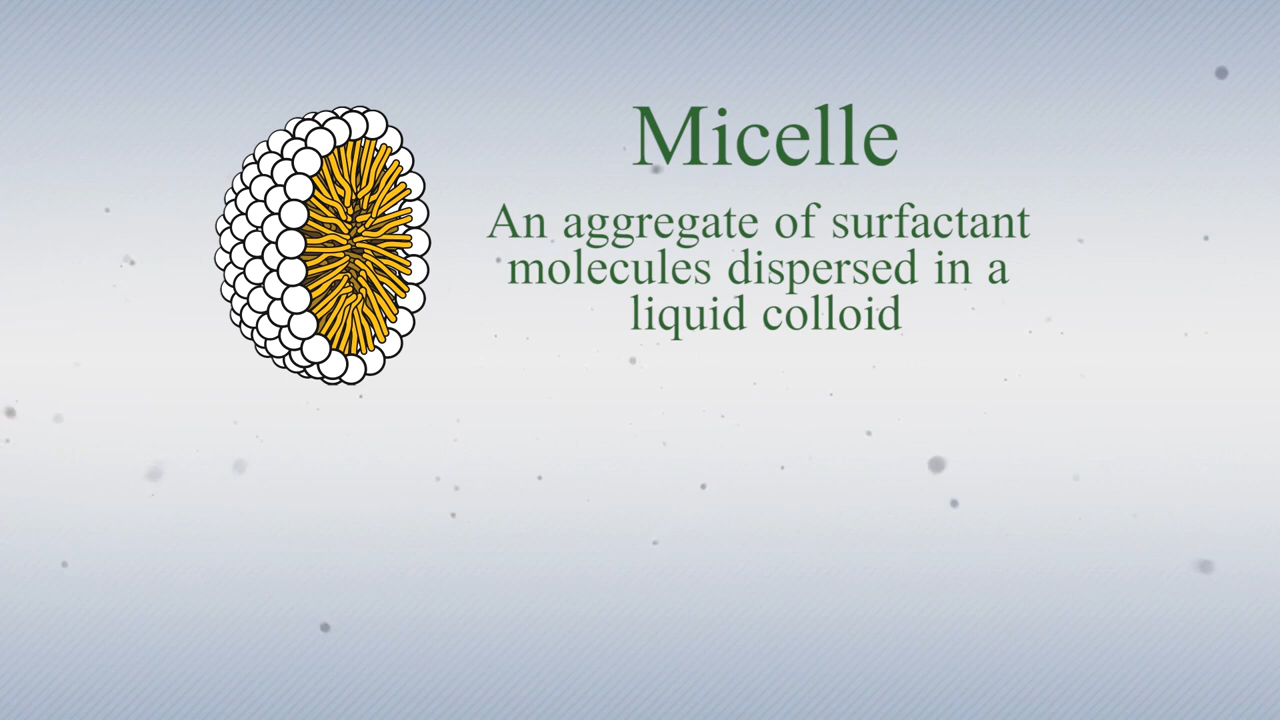 Micelle
An aggregate of surfactant
molecules dispersed in a
liquid colloid